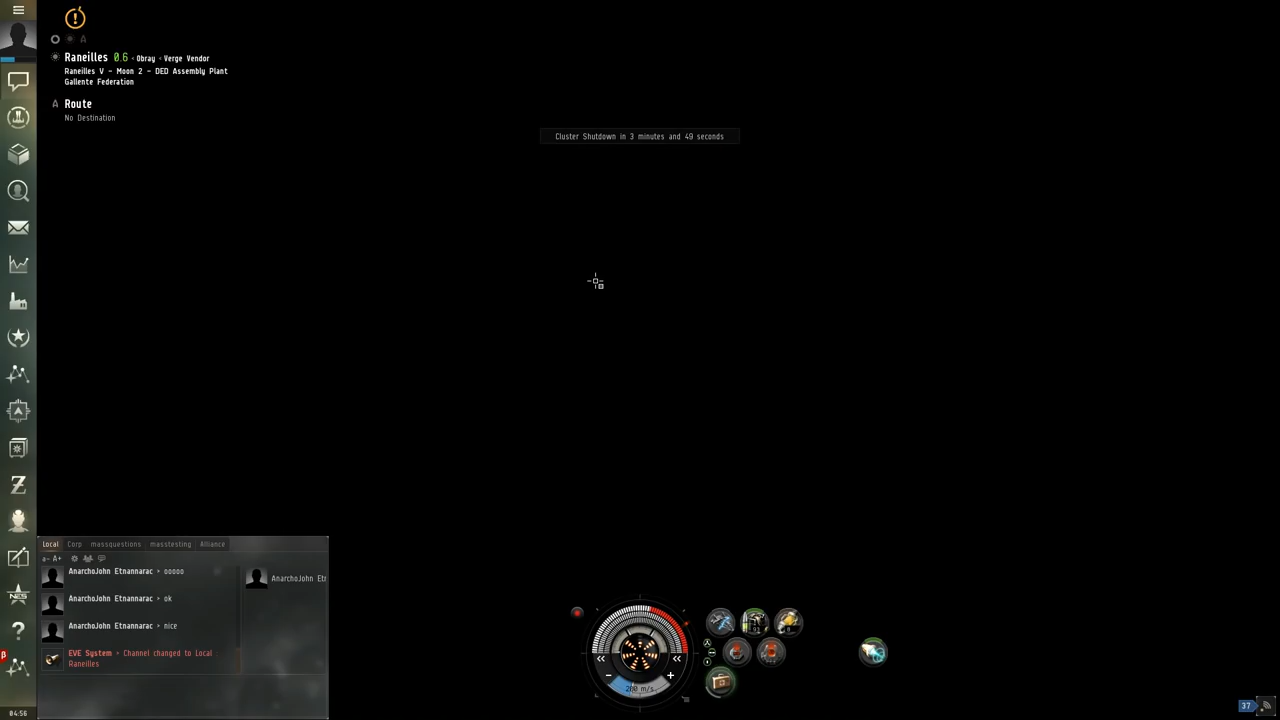 Raneilles 0.6 ‹ Obray ‹ Verge Vendor
Raneilles V - Moon 2 - DED Assembly Plant
Gallente Federation
Route
No Destination
Cluster Shutdown in 3 minutes and 49 seconds
Local Corp massquestions masstesting Alliance
a- A+
AnarchoJohn Etnannarac > ooooo
AnarchoJohn Etn
AnarchoJohn Etnannarac > ok
AnarchoJohn Etnannarac > nice
EVE System > Channel changed to Local :
Raneilles
04:56
37